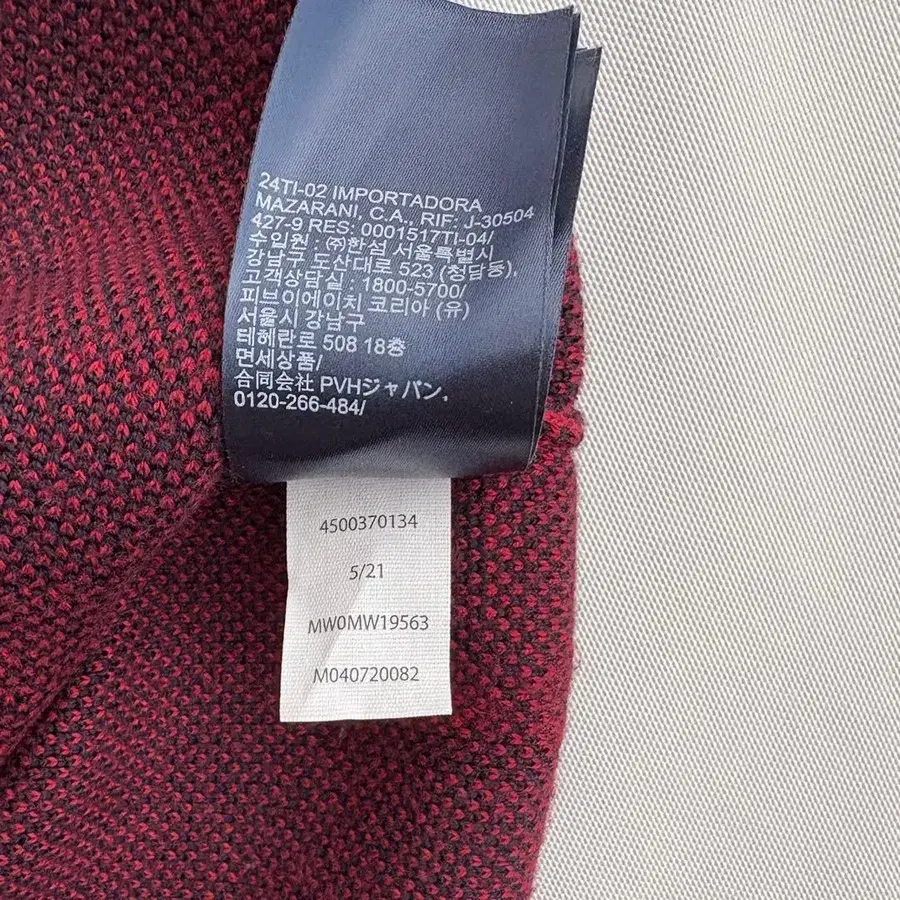 24TI-02 IMPORTADORA
MAZARANI, C.A., RIF: J-30504
427-9 RES: 0001517TI-04/
수입원 : ㈜한섬 서울특별시
강남구 도산대로 523 (청담동),
고객상담실 : 1800-5700/
피브이에이치 코리아 (유)
서울시 강남구
테헤란로 508 18층
면세상품/
合同会社 PVHジャパン,
0120-266-484/
4500370134
5/21
MW0MW19563
M040720082